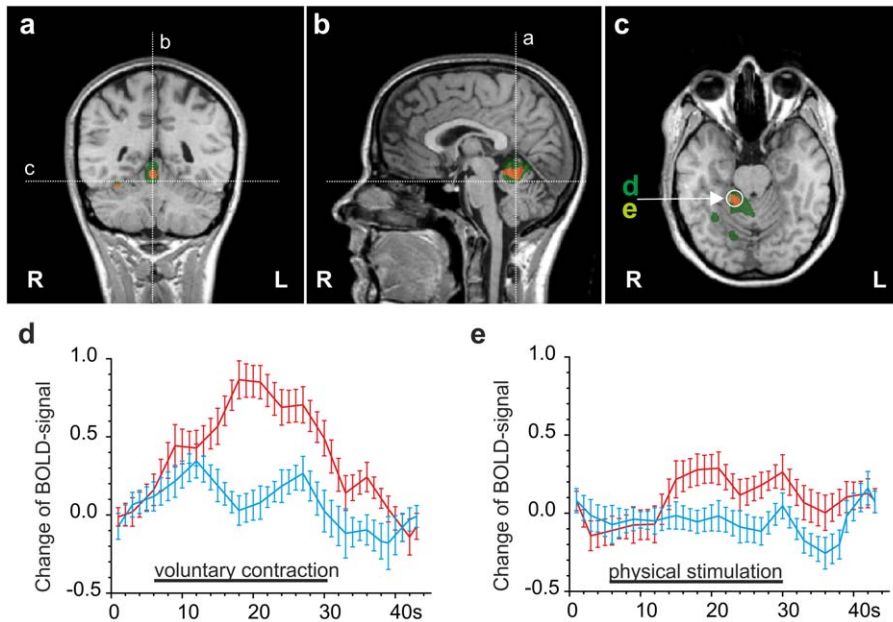 a
b
c
R
L
b
a
R
c
d
e
R
L
d
Change of BOLD-signal
1.0
0.5
0.0
-0.5
voluntary contraction
0
10
20
30
40s
e
Change of BOLD-signal
1.0
0.5
0.0
-0.5
physical stimulation
0
10
20
30
40s